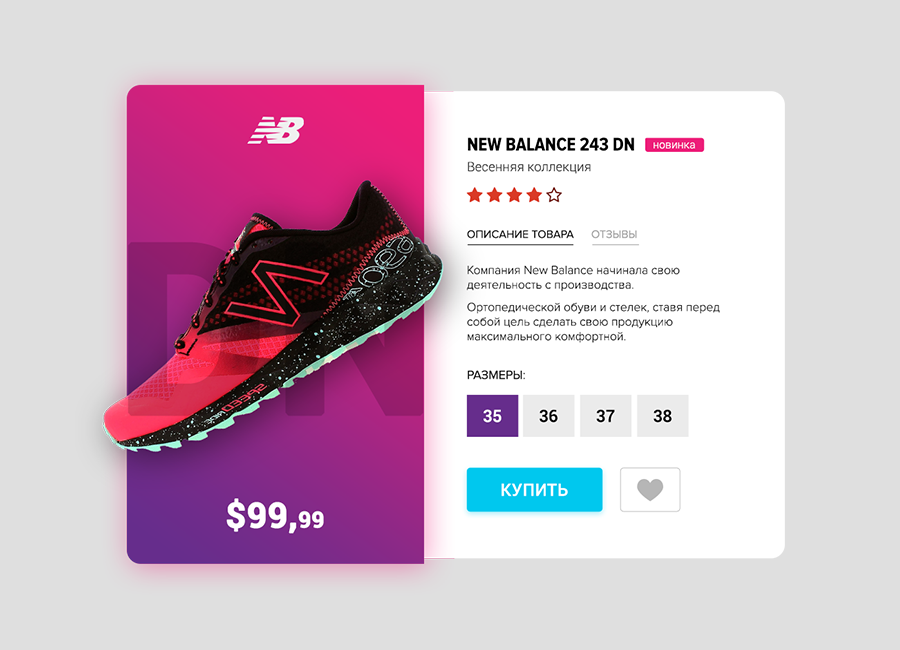 NB
DN
N
SPEED
$99,99
NEW BALANCE 243 DN новинка
Весенняя коллекция
ОПИСАНИЕ ТОВАРА ОТЗЫВЫ
Компания New Balance начинала свою
деятельность с производства.
Ортопедической обуви и стелек, ставя перед
собой цель сделать свою продукцию
максимального комфортной.
РАЗМЕРЫ:
35 36 37 38
КУПИТЬ